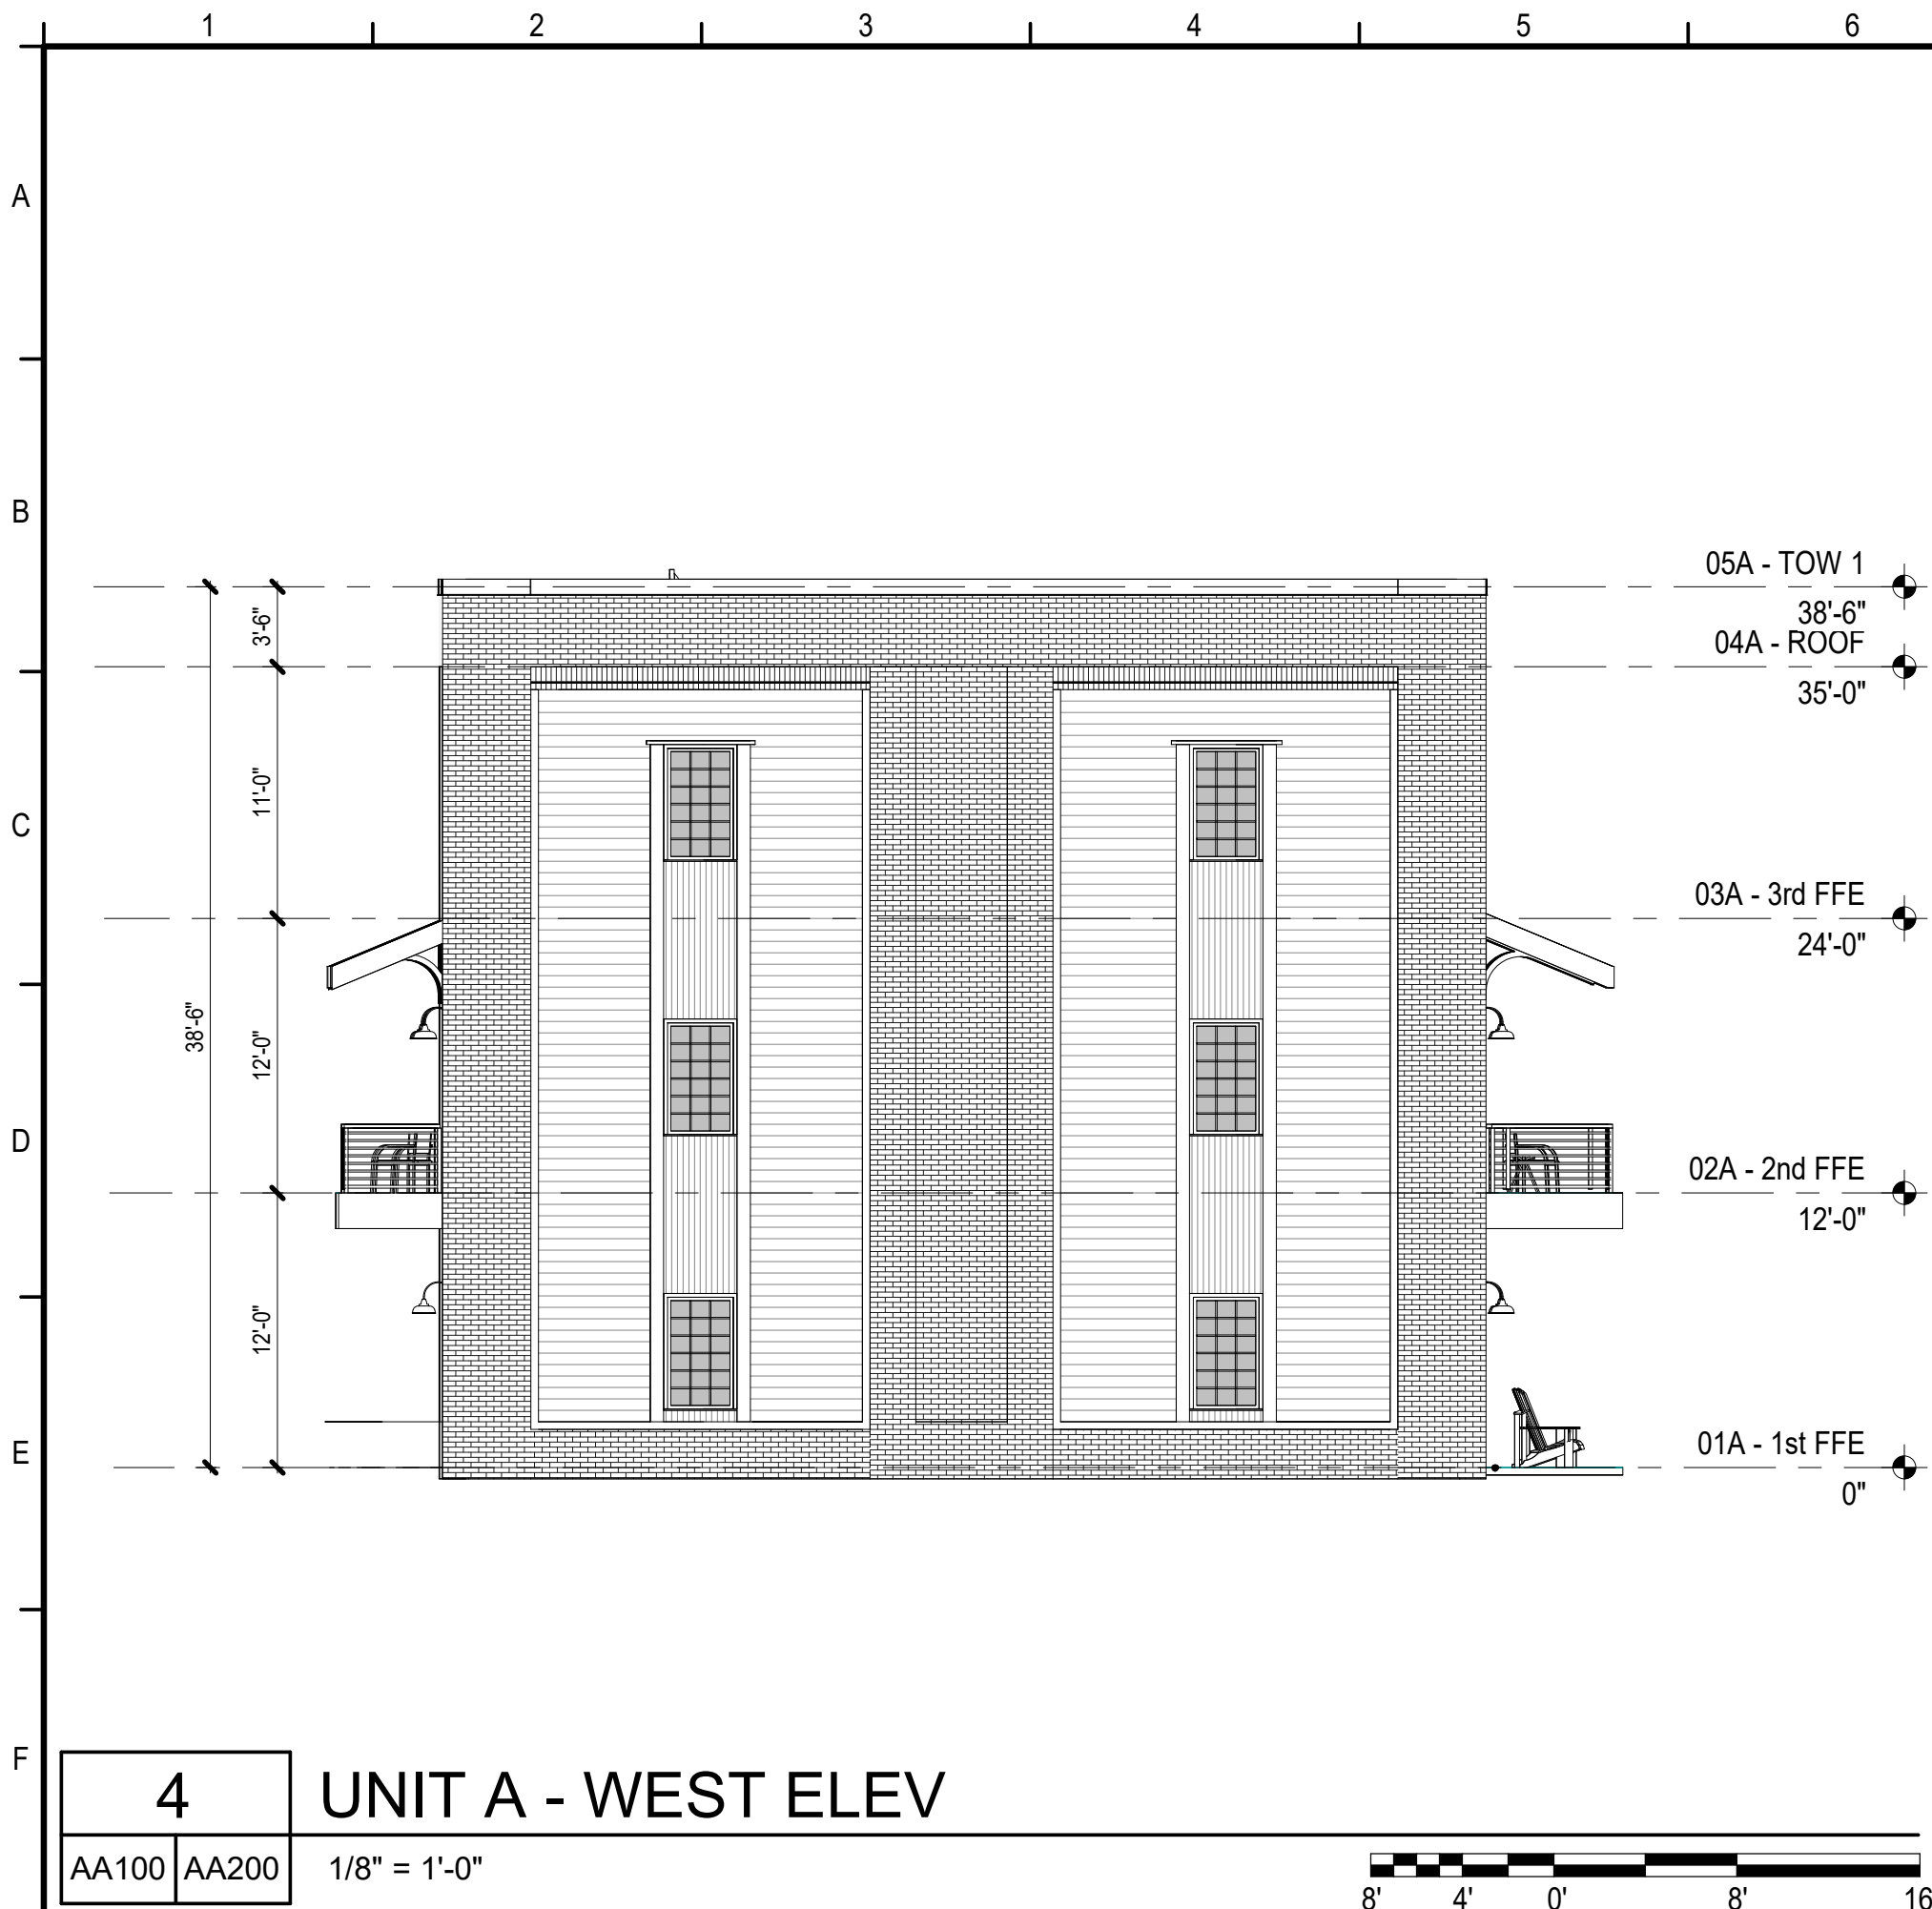 1 2 3 4 5 6
A
B
C
D
E
F
05A - TOW 1
38'-6"
04A - ROOF
35'-0"
03A - 3rd FFE
24'-0"
02A - 2nd FFE
12'-0"
01A - 1st FFE
0"
3'-6"
11'-0"
12'-0"
12'-0"
38'-6"
4
UNIT A - WEST ELEV
AA100 AA200
1/8" = 1'-0"
8' 4' 0' 8' 16